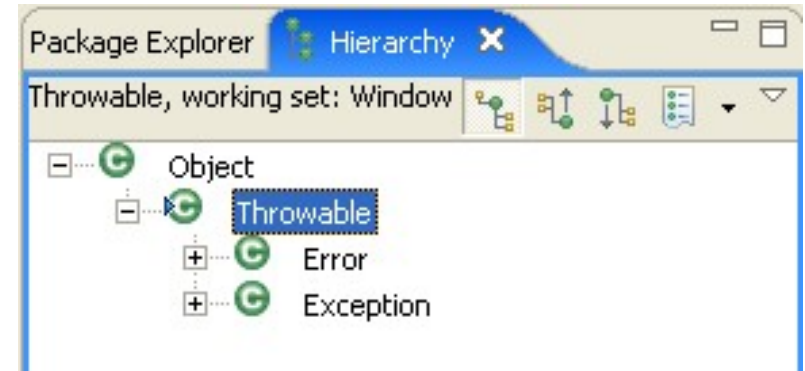 Package Explorer Hierarchy
Throwable, working set: Window
Object
Throwable
Error
Exception